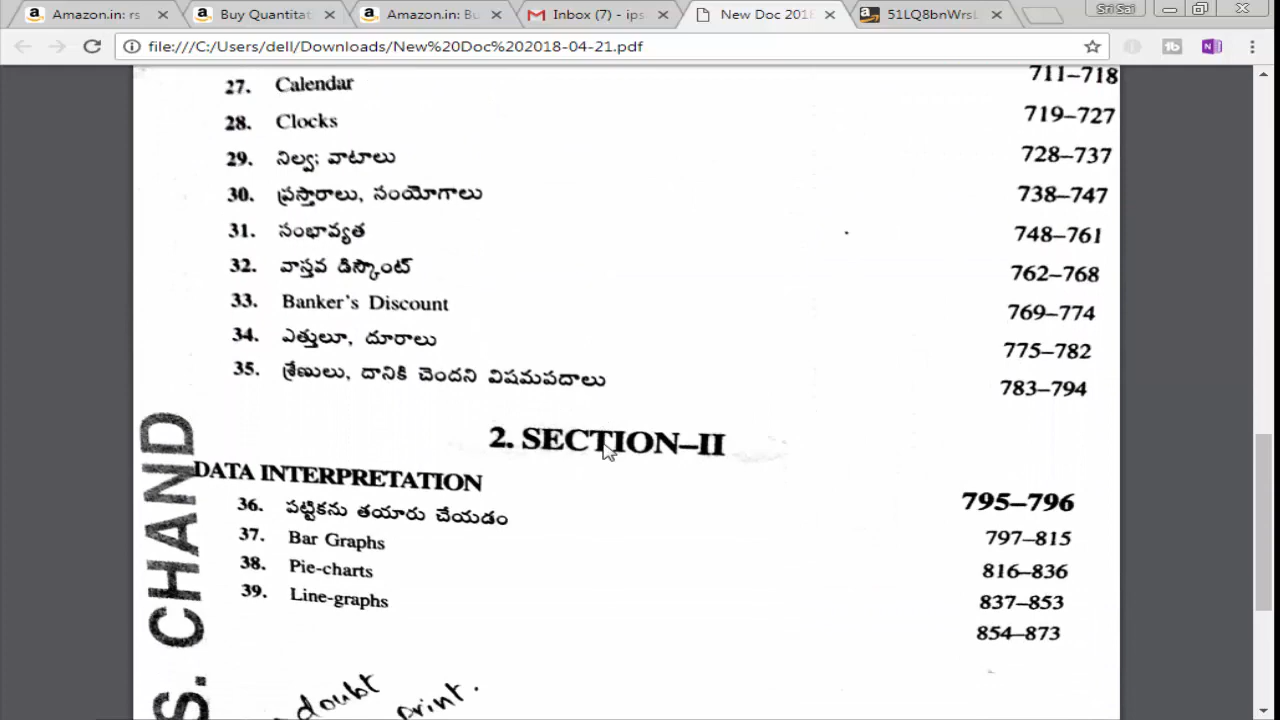 Amazon.in: rs
Buy Quantitat
Amazon.in: Bu
Inbox (7) - ips
New Doc 2018
51LQ8bnWrsL
Sri Sai
file:///C:/Users/dell/Downloads/New%20Doc%202018-04-21.pdf
27. Calendar 711–718
28. Clocks 719–727
29. నిల్వ; వాటాలు 728–737
30. ప్రస్తారాలు, సంయోగాలు 738–747
31. సంభావ్యత 748–761
32. వాస్తవ డిస్కౌంట్ 762–768
33. Banker's Discount 769–774
34. ఎత్తులూ, దూరాలు 775–782
35. శ్రేణులు, దానికి చెందని విషమపదాలు 783–794
2. SECTION–II
DATA INTERPRETATION 795–796
36. పట్టికను తయారు చేయడం 797–815
37. Bar Graphs 816–836
38. Pie-charts 837–853
39. Line-graphs 854–873
S. CHAND
doubt
print.